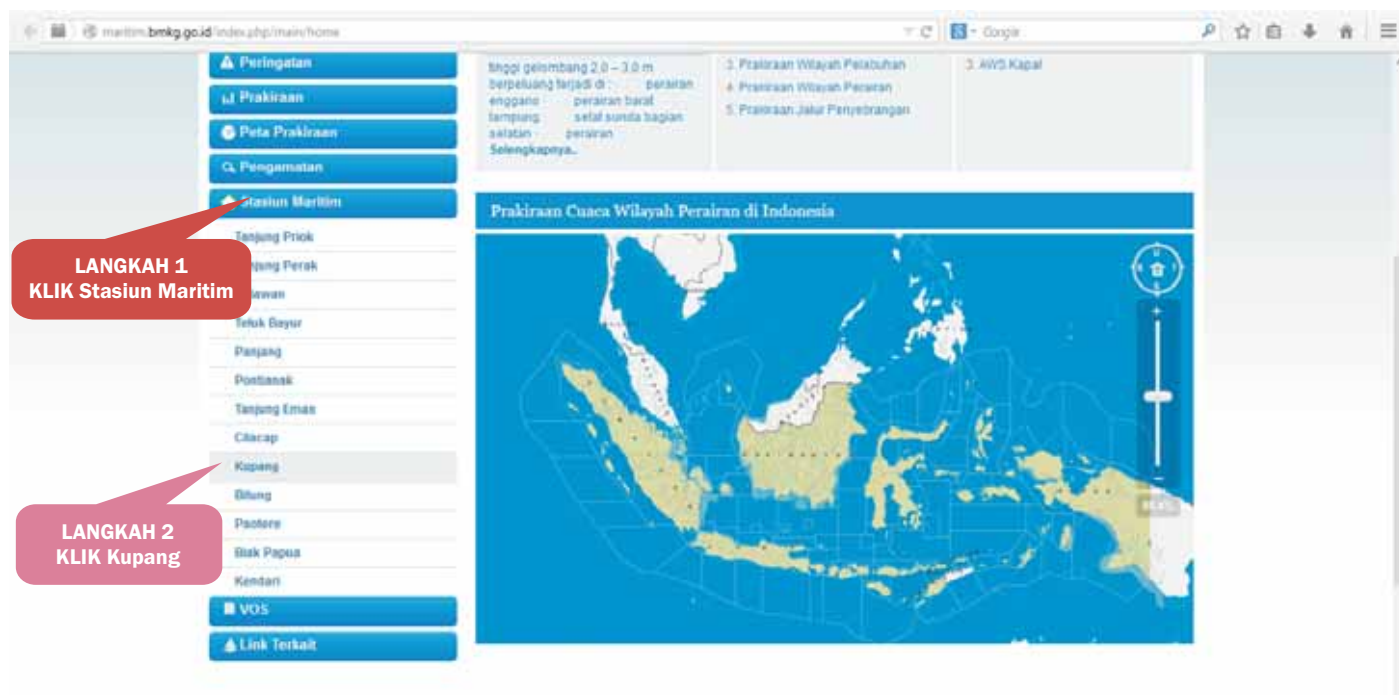 maritim.bmkg.go.id/index.php/main/home
Google
Peringatan
Prakiraan
Peta Prakiraan
Pengamatan
Stasiun Maritim
Tanjung Priok
Perak
Teluk Bayur
Panjang
Pontianak
Tanjung Emas
Cilacap
Kupang
Bitung
Paotere
Biak Papua
Kendari
VOS
Link Terkait
LANGKAH 1
KLIK Stasiun Maritim
LANGKAH 2
KLIK Kupang
tinggi gelombang 2,0 – 3,0 m
berpeluang terjadi di : perairan
enggano perairan barat
lampung selat sunda bagian
selatan perairan
Selengkapnya..
3. Prakiraan Wilayah Pelabuhan
4. Prakiraan Wilayah Perairan
5. Prakiraan Jalur Penyebrangan
3. AWS Kapal
Prakiraan Cuaca Wilayah Perairan di Indonesia